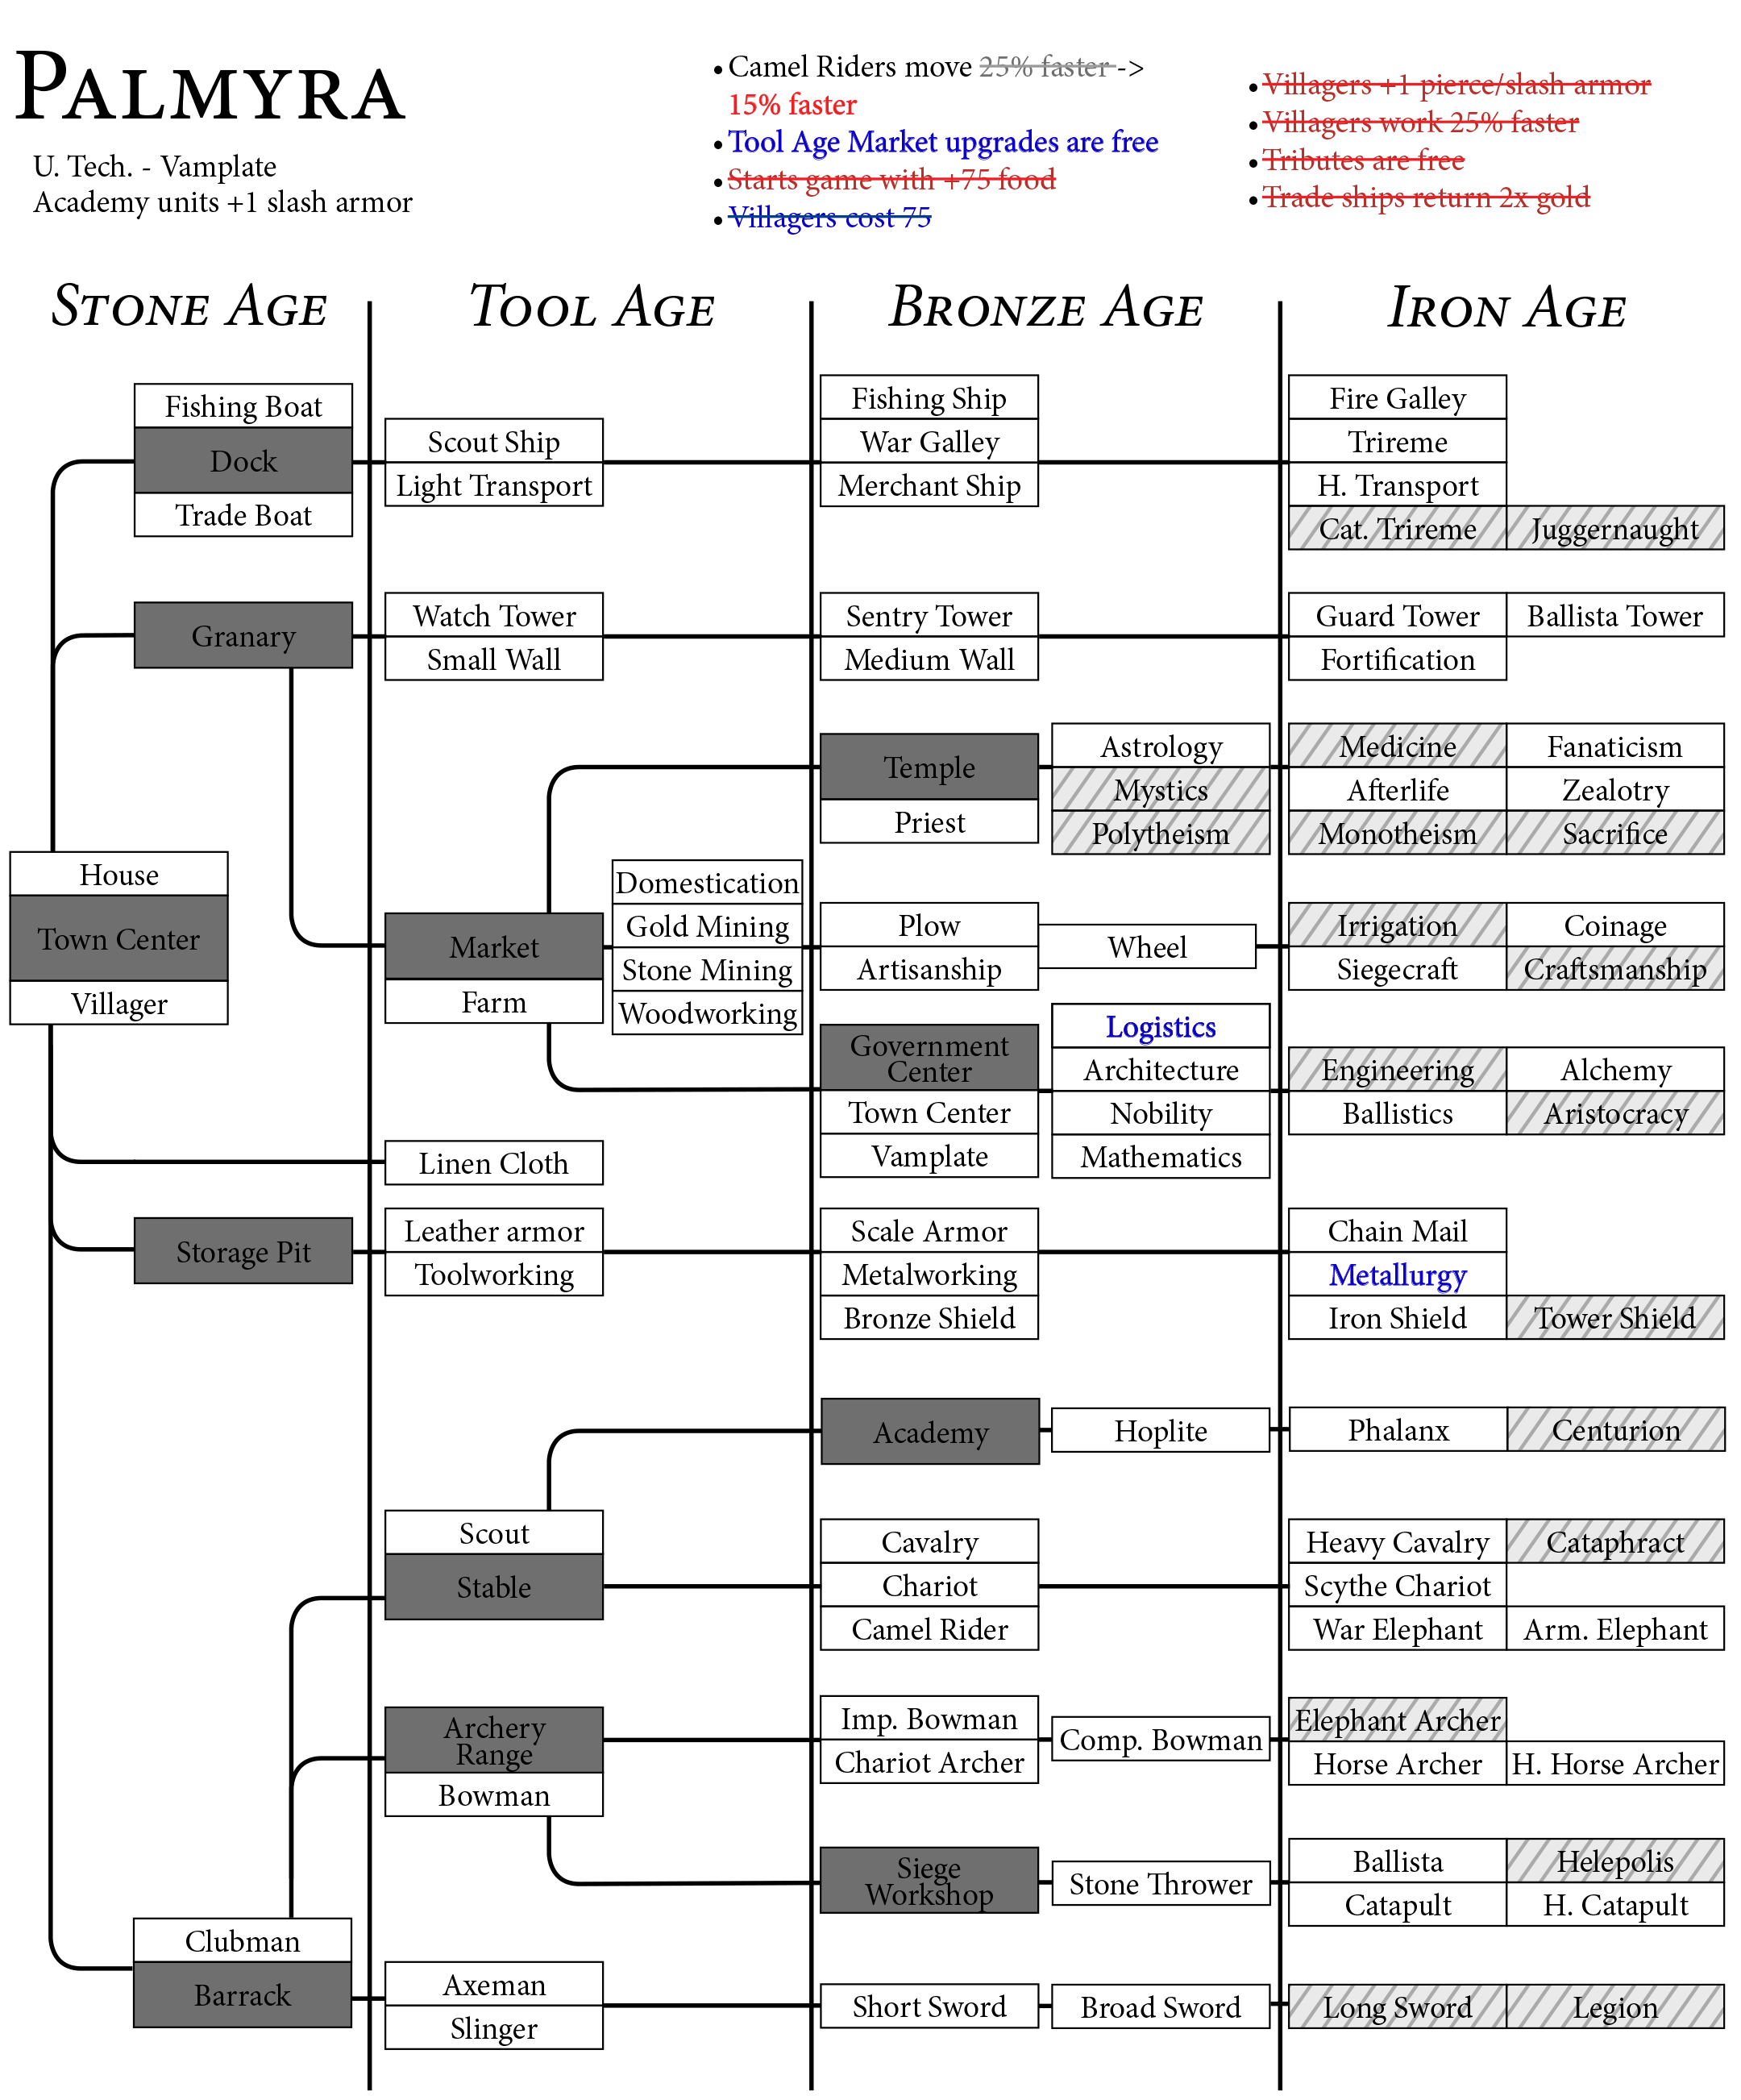 PALMYRA
U. Tech. - Vamplate
Academy units +1 slash armor
• Camel Riders move 25% faster ->
15% faster
• Tool Age Market upgrades are free
• Starts game with +75 food
• Villagers cost 75
• Villagers +1 pierce/slash armor
• Villagers work 25% faster
• Tributes are free
• Trade ships return 2x gold
STONE AGE
TOOL AGE
BRONZE AGE
IRON AGE
Fishing Boat
Dock
Trade Boat
Scout Ship
Light Transport
Fishing Ship
War Galley
Merchant Ship
Fire Galley
Trireme
H. Transport
Cat. Trireme
Juggernaught
Granary
Watch Tower
Small Wall
Sentry Tower
Medium Wall
Guard Tower
Ballista Tower
Fortification
Temple
Priest
Astrology
Mystics
Polytheism
Medicine
Fanaticism
Afterlife
Zealotry
Monotheism
Sacrifice
House
Town Center
Villager
Market
Farm
Domestication
Gold Mining
Stone Mining
Woodworking
Plow
Artisanship
Wheel
Irrigation
Coinage
Siegecraft
Craftsmanship
Government
Center
Town Center
Vamplate
Logistics
Architecture
Nobility
Mathematics
Engineering
Alchemy
Ballistics
Aristocracy
Linen Cloth
Storage Pit
Leather armor
Toolworking
Scale Armor
Metalworking
Bronze Shield
Chain Mail
Metallurgy
Iron Shield
Tower Shield
Academy
Hoplite
Phalanx
Centurion
Scout
Stable
Cavalry
Chariot
Camel Rider
Heavy Cavalry
Cataphract
Scythe Chariot
War Elephant
Arm. Elephant
Archery
Range
Bowman
Imp. Bowman
Chariot Archer
Comp. Bowman
Elephant Archer
Horse Archer
H. Horse Archer
Siege
Workshop
Stone Thrower
Ballista
Helepolis
Catapult
H. Catapult
Clubman
Barrack
Axeman
Slinger
Short Sword
Broad Sword
Long Sword
Legion